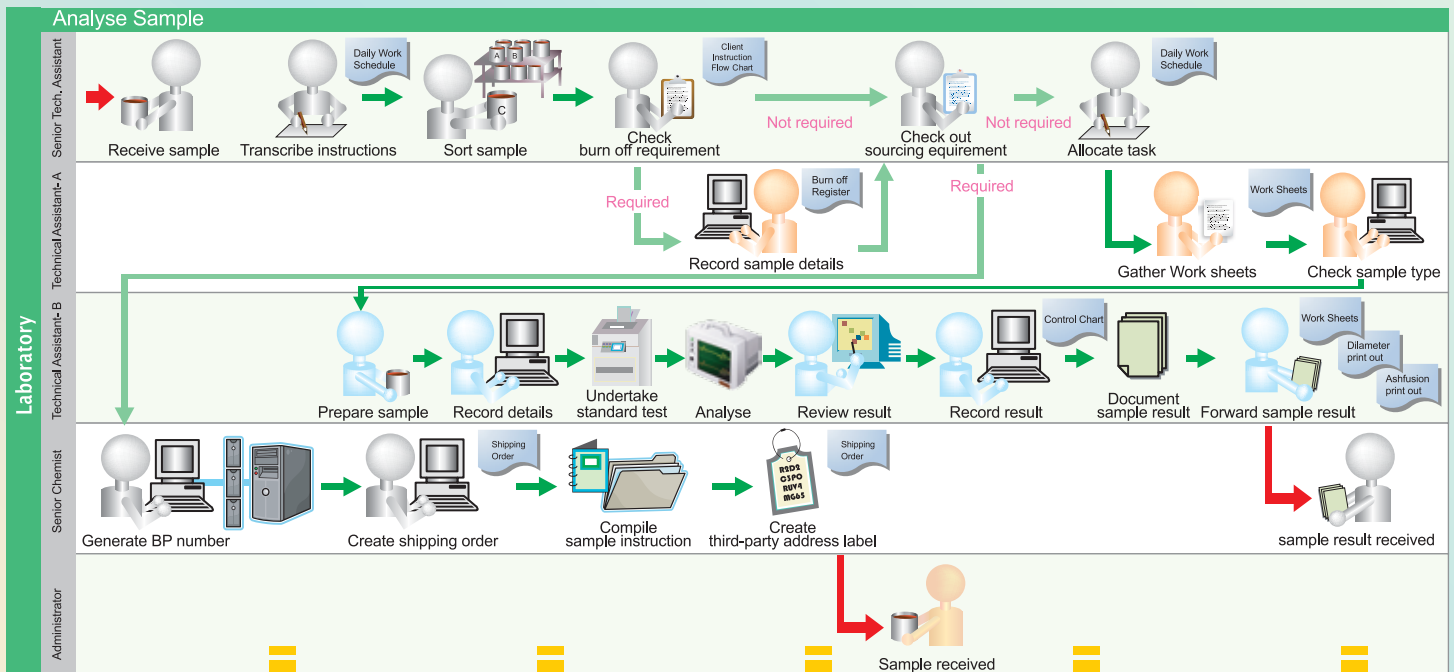 Analyse Sample
Laboratory
Senior Tech, Assistant
Daily Work
Schedule
A
B
C
Client
Instruction
Flow Chart
Daily Work
Schedule
Receive sample
Transcribe instructions
Sort sample
Check
burn off requirement
Not required
Check out
sourcing equirement
Not required
Allocate task
Technical Assistant- A
Required
Burn off
Register
Record sample details
Required
Work Sheets
Gather Work sheets
Check sample type
Technical Assistant- B
Control Chart
Work Sheets
Dilameter
print out
Ashfusion
print out
Prepare sample
Record details
Undertake
standard test
Analyse
Review result
Record result
Document
sample result
Forward sample result
Senior Chemist
Shipping
Order
R2D2
C3PO
RUV4
MG65
Shipping
Order
Generate BP number
Create shipping order
Compile
sample instruction
Create
third-party address label
sample result received
Administrator
Sample received